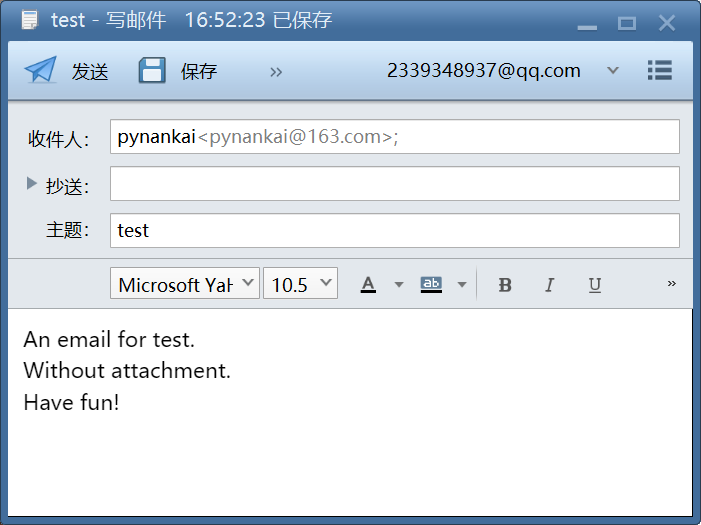 test - 写邮件 16:52:23 已保存
发送 保存 » 2339348937@qq.com
收件人： pynankai<pynankai@163.com>;
抄送：
主题： test
Microsoft YaH 10.5 A ab B I U »
An email for test.
Without attachment.
Have fun!